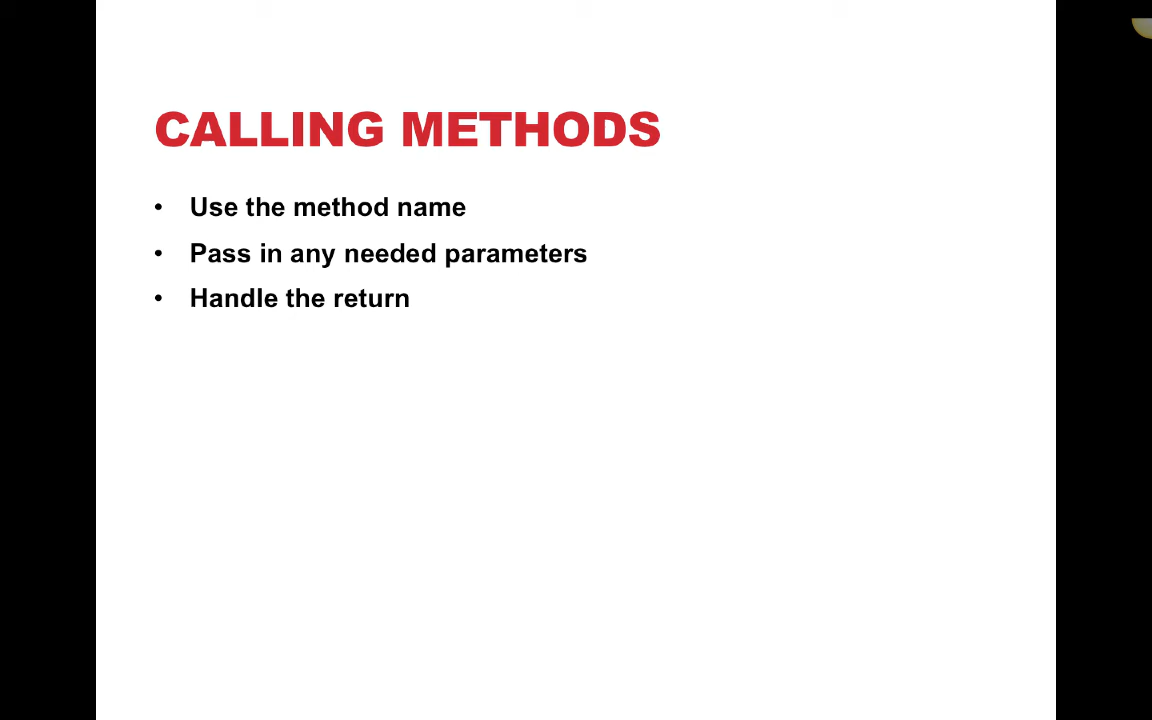 CALLING METHODS
• Use the method name
• Pass in any needed parameters
• Handle the return